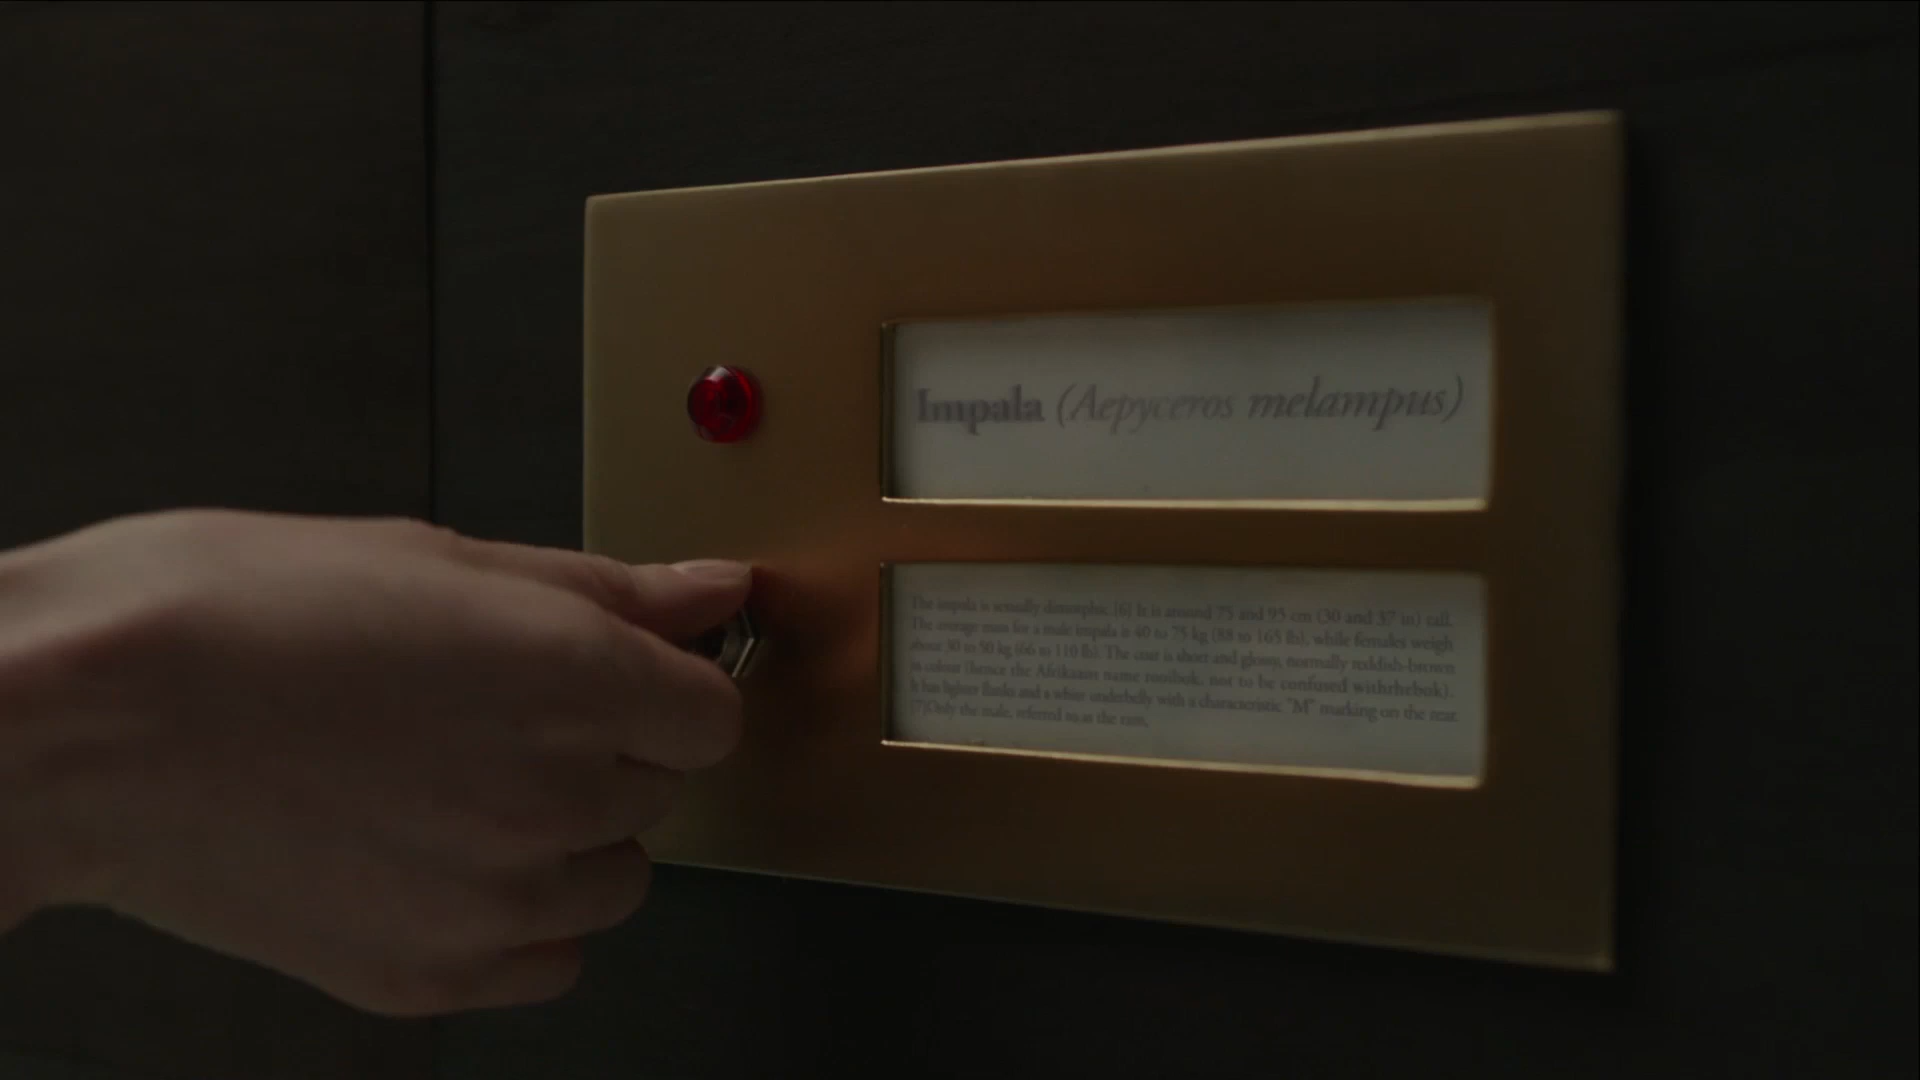 Impala (Aepyceros melampus)
The impala is sexually dimorphic. [6] It is around 75 and 95 cm (30 and 37 in) tall.
The average mass for a male impala is 40 to 75 kg (88 to 165 lb), while females weigh
about 30 to 50 kg (66 to 110 lb). The coat is short and glossy, normally reddish-brown
in colour (hence the Afrikaans name rooibok, not to be confused withrhebok).
It has lighter flanks and a white underbelly with a characteristic "M" marking on the rear.
[7]Only the male, referred to as the ram,